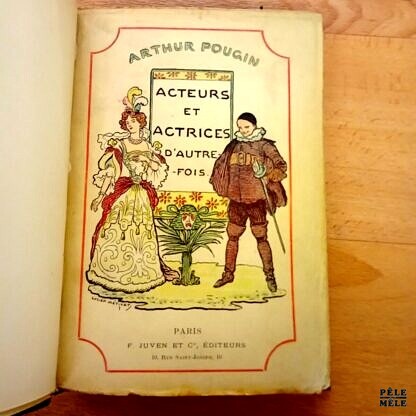 ARTHUR POUGIN
ACTEURS
ET
ACTRICES
D'AUTRE-
-FOIS.
PARIS
F. JUVEN ET Cie, ÉDITEURS
10, RUE SAINT-JOSEPH, 10
PÊLE
MÊLE